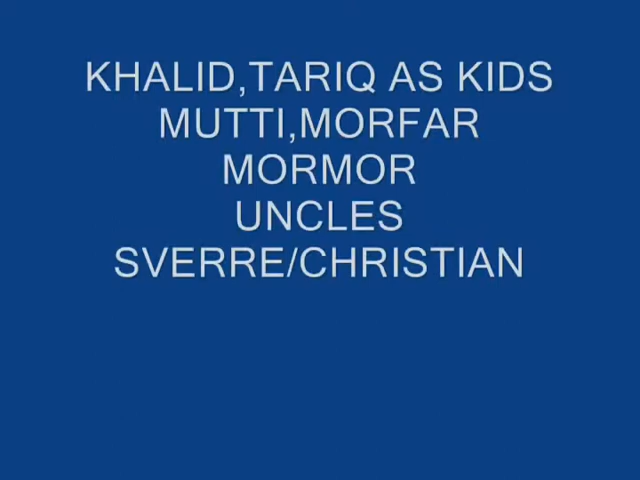 KHALID,TARIQ AS KIDS
MUTTI,MORFAR
MORMOR
UNCLES
SVERRE/CHRISTIAN